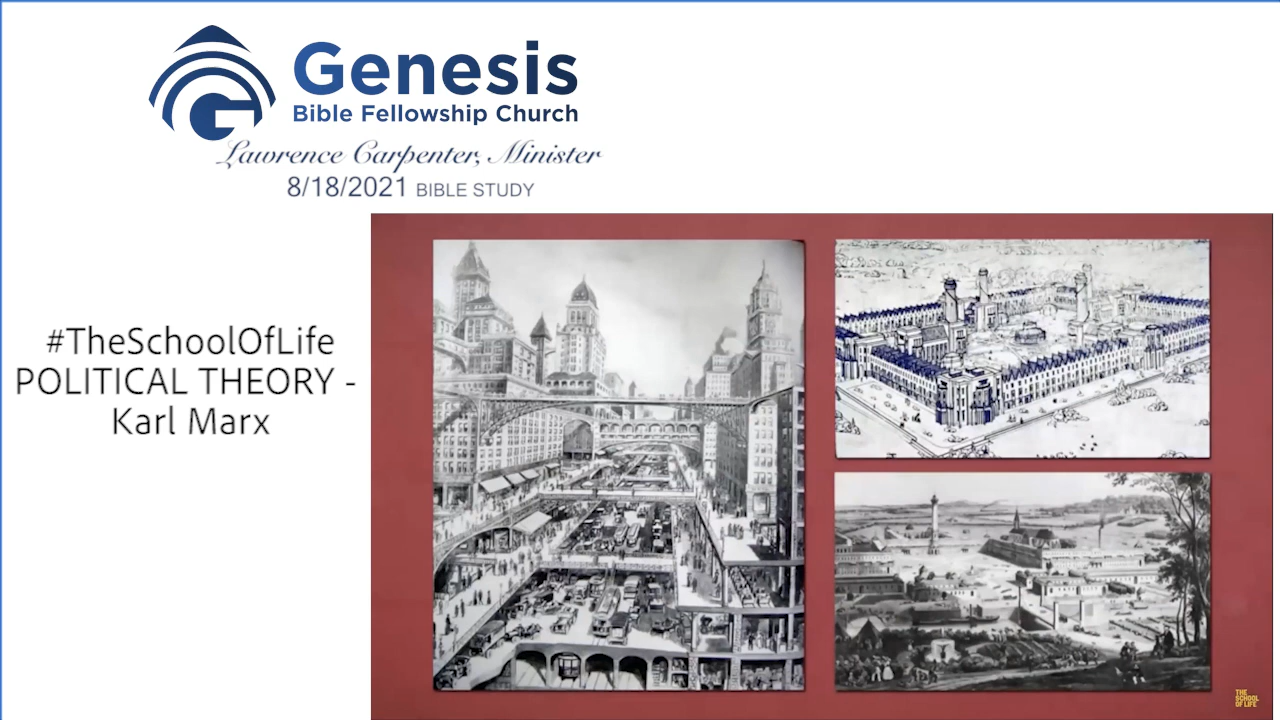 Genesis
Bible Fellowship Church
Lawrence Carpenter, Minister
8/18/2021 BIBLE STUDY
#TheSchoolOfLife
POLITICAL THEORY -
Karl Marx
THE
SCHOOL
OF LIFE